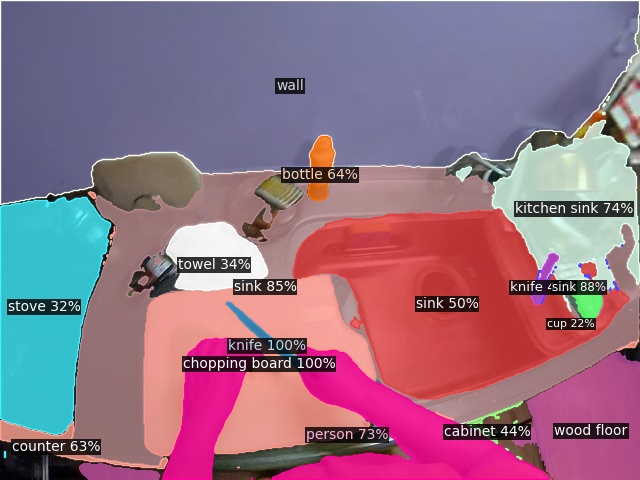 wall
bottle 64%
kitchen sink 74%
towel 34%
sink 85%
knife
sink 88%
stove 32%
sink 50%
cup 22%
knife 100%
chopping board 100%
person 73%
cabinet 44%
wood floor
counter 63%